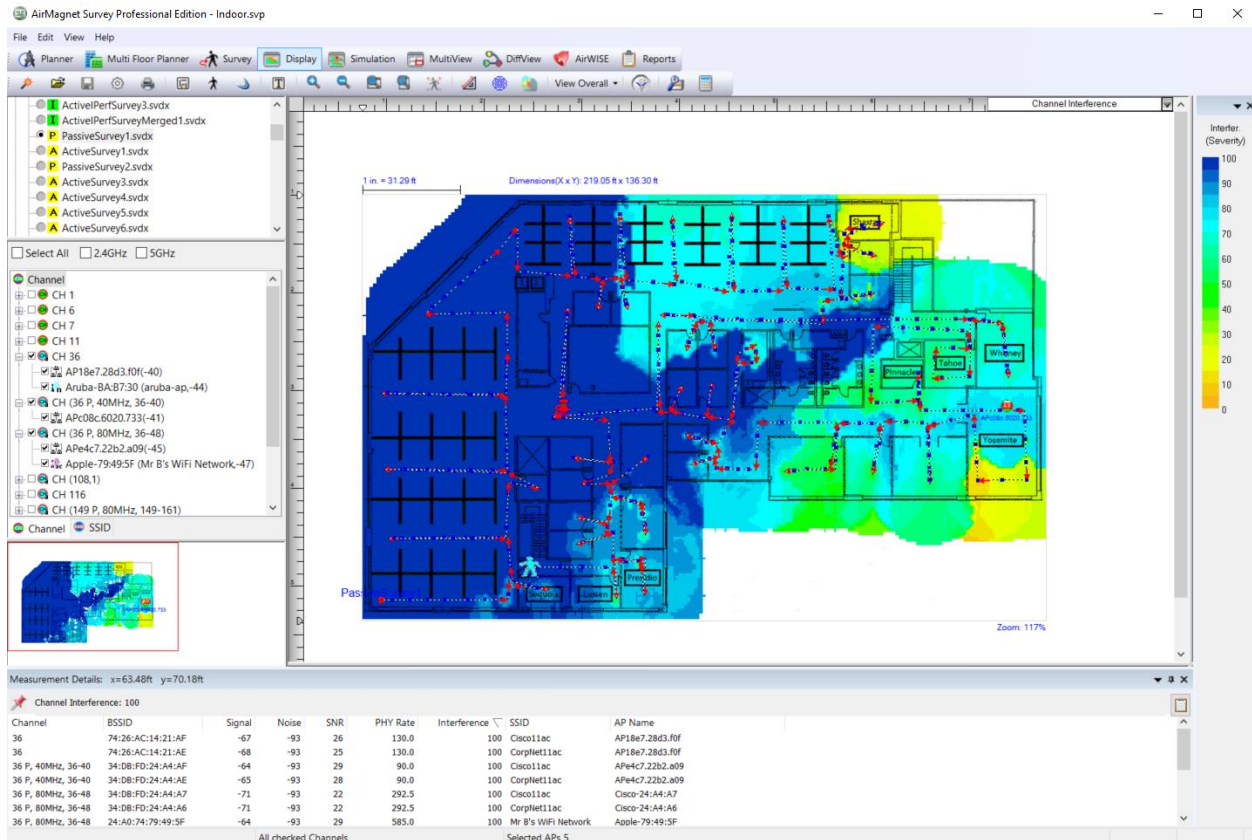 AirMagnet Survey Professional Edition - Indoor.svp
File Edit View Help
Planner Multi Floor Planner Survey Display Simulation MultiView DiffView AirWISE Reports
View Overall
ActiveIPerfSurvey3.svdx
ActiveIPerfSurveyMerged1.svdx
P PassiveSurvey1.svdx
A ActiveSurvey1.svdx
P PassiveSurvey2.svdx
A ActiveSurvey3.svdx
A ActiveSurvey4.svdx
A ActiveSurvey5.svdx
A ActiveSurvey6.svdx
Select All 2.4GHz 5GHz
Channel
CH 1
CH 6
CH 7
CH 11
CH 36
AP18e7.28d3.f0f(-40)
Aruba-BA:B7:30 (aruba-ap,-44)
CH (36 P, 40MHz, 36-40)
APc08c.6020.733(-41)
CH (36 P, 80MHz, 36-48)
APe4c7.22b2.a09(-45)
Apple-79:49:5F (Mr B's WiFi Network,-47)
CH (108,1)
CH 116
CH (149 P, 80MHz, 149-161)
Channel SSID
Channel Interference
1 in. = 31.29 ft
Dimensions(X x Y): 219.05 ft x 136.30 ft
Whitney
Tahoe
Pinnacles
APc08c.6020.733
Yosemite
Presidio
Sequoia
Lassen
Zoom: 117%
Interfer.
(Severity)
100
90
80
70
60
50
40
30
20
10
0
Measurement Details: x=63.48ft y=70.18ft
Channel Interference: 100
Channel BSSID Signal Noise SNR PHY Rate Interference SSID AP Name
36 74:26:AC:14:21:AF -67 -93 26 130.0 100 Cisco11ac AP18e7.28d3.f0f
36 74:26:AC:14:21:AE -68 -93 25 130.0 100 CorpNet11ac AP18e7.28d3.f0f
36 P, 40MHz, 36-40 34:DB:FD:24:A4:AF -64 -93 29 90.0 100 Cisco11ac APe4c7.22b2.a09
36 P, 40MHz, 36-40 34:DB:FD:24:A4:AE -65 -93 28 90.0 100 CorpNet11ac APe4c7.22b2.a09
36 P, 80MHz, 36-48 34:DB:FD:24:A4:A7 -71 -93 22 292.5 100 Cisco11ac Cisco-24:A4:A7
36 P, 80MHz, 36-48 34:DB:FD:24:A4:A6 -71 -93 22 292.5 100 CorpNet11ac Cisco-24:A4:A6
36 P, 80MHz, 36-48 24:A0:74:79:49:5F -64 -93 29 585.0 100 Mr B's WiFi Network Apple-79:49:5F
All checked Channels Selected APs 5